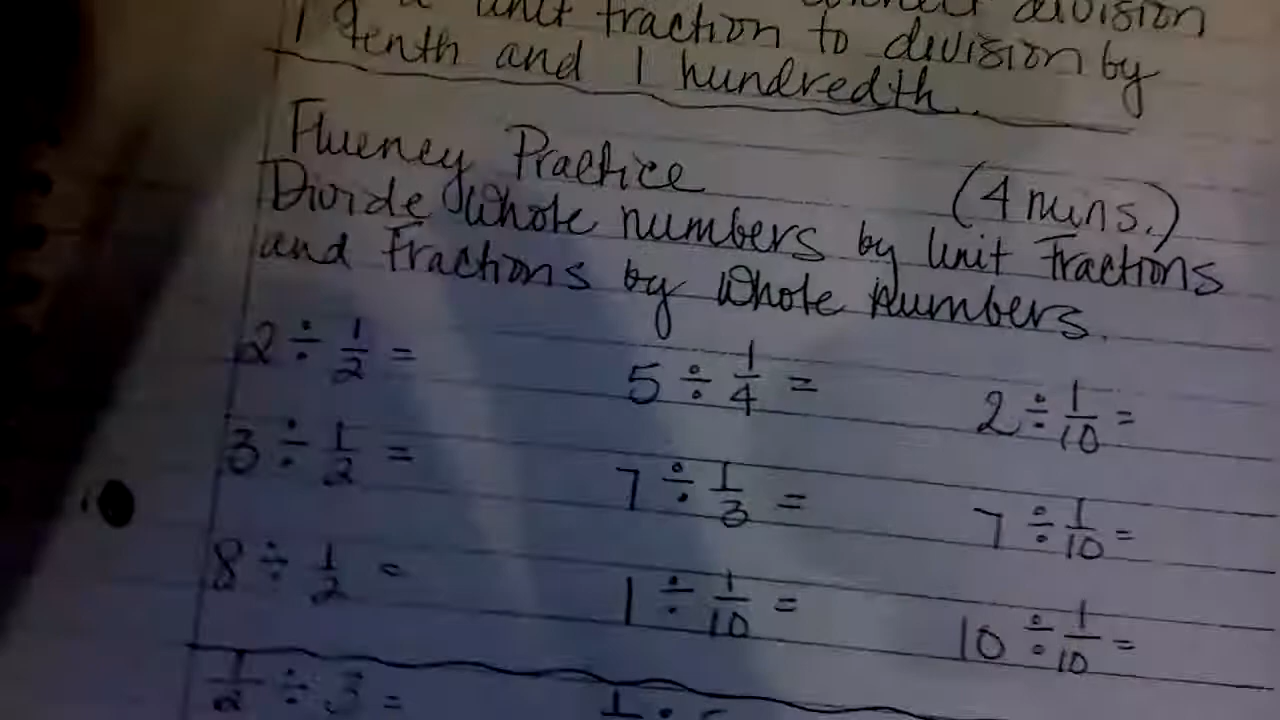 unit fraction to division
1 tenth and 1 hundredth.
Fluency Practice (4 mins.)
Divide Whole numbers by Unit Fractions
and Fractions by Whole Numbers.
2 ÷ 1/2 = 5 ÷ 1/4 = 2 ÷ 1/10 =
3 ÷ 1/2 = 7 ÷ 1/3 = 7 ÷ 1/10 =
8 ÷ 1/2 = 1 ÷ 1/10 = 10 ÷ 1/10 =
1/2 ÷ 3 =